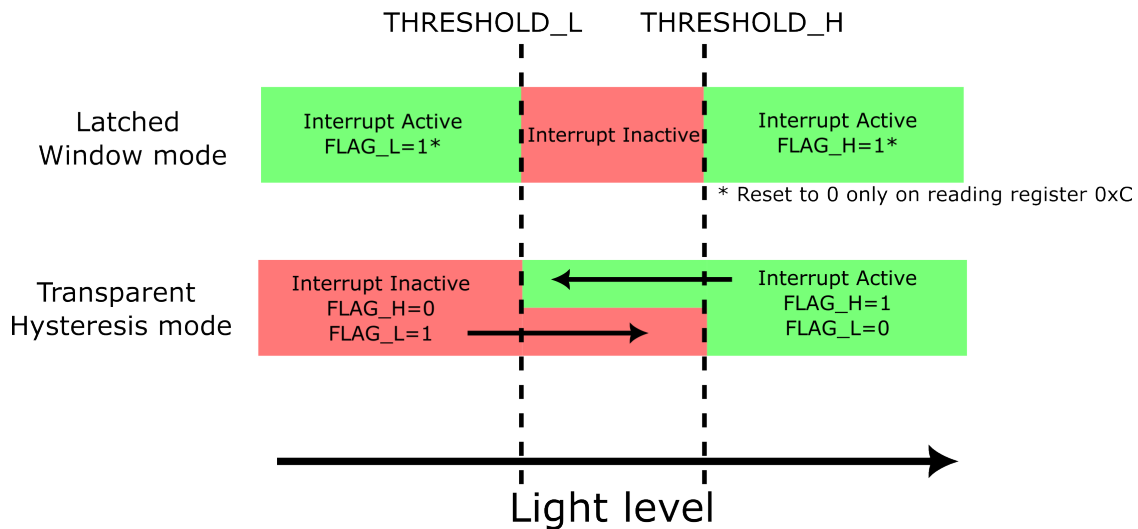 THRESHOLD_L
THRESHOLD_H
Latched
Window mode
Interrupt Active
FLAG_L=1*
Interrupt Inactive
Interrupt Active
FLAG_H=1*
* Reset to 0 only on reading register 0xC
Transparent
Hysteresis mode
Interrupt Inactive
FLAG_H=0
FLAG_L=1
Interrupt Active
FLAG_H=1
FLAG_L=0
Light level